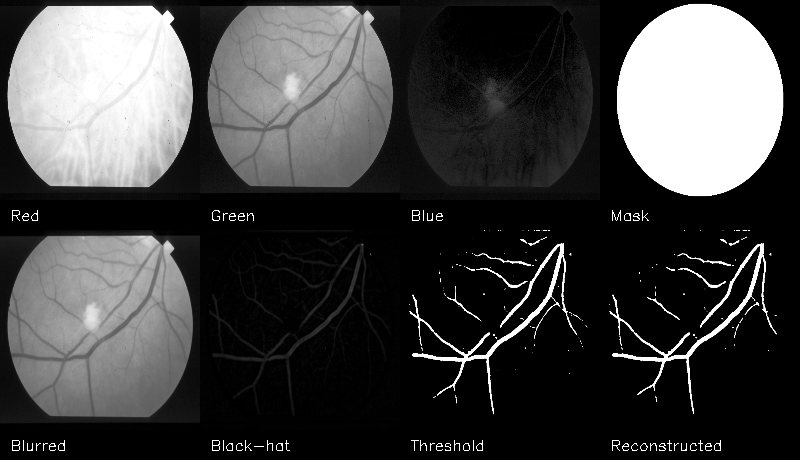 Red
Green
Blue
Mask
Blurred
Black-hat
Threshold
Reconstructed